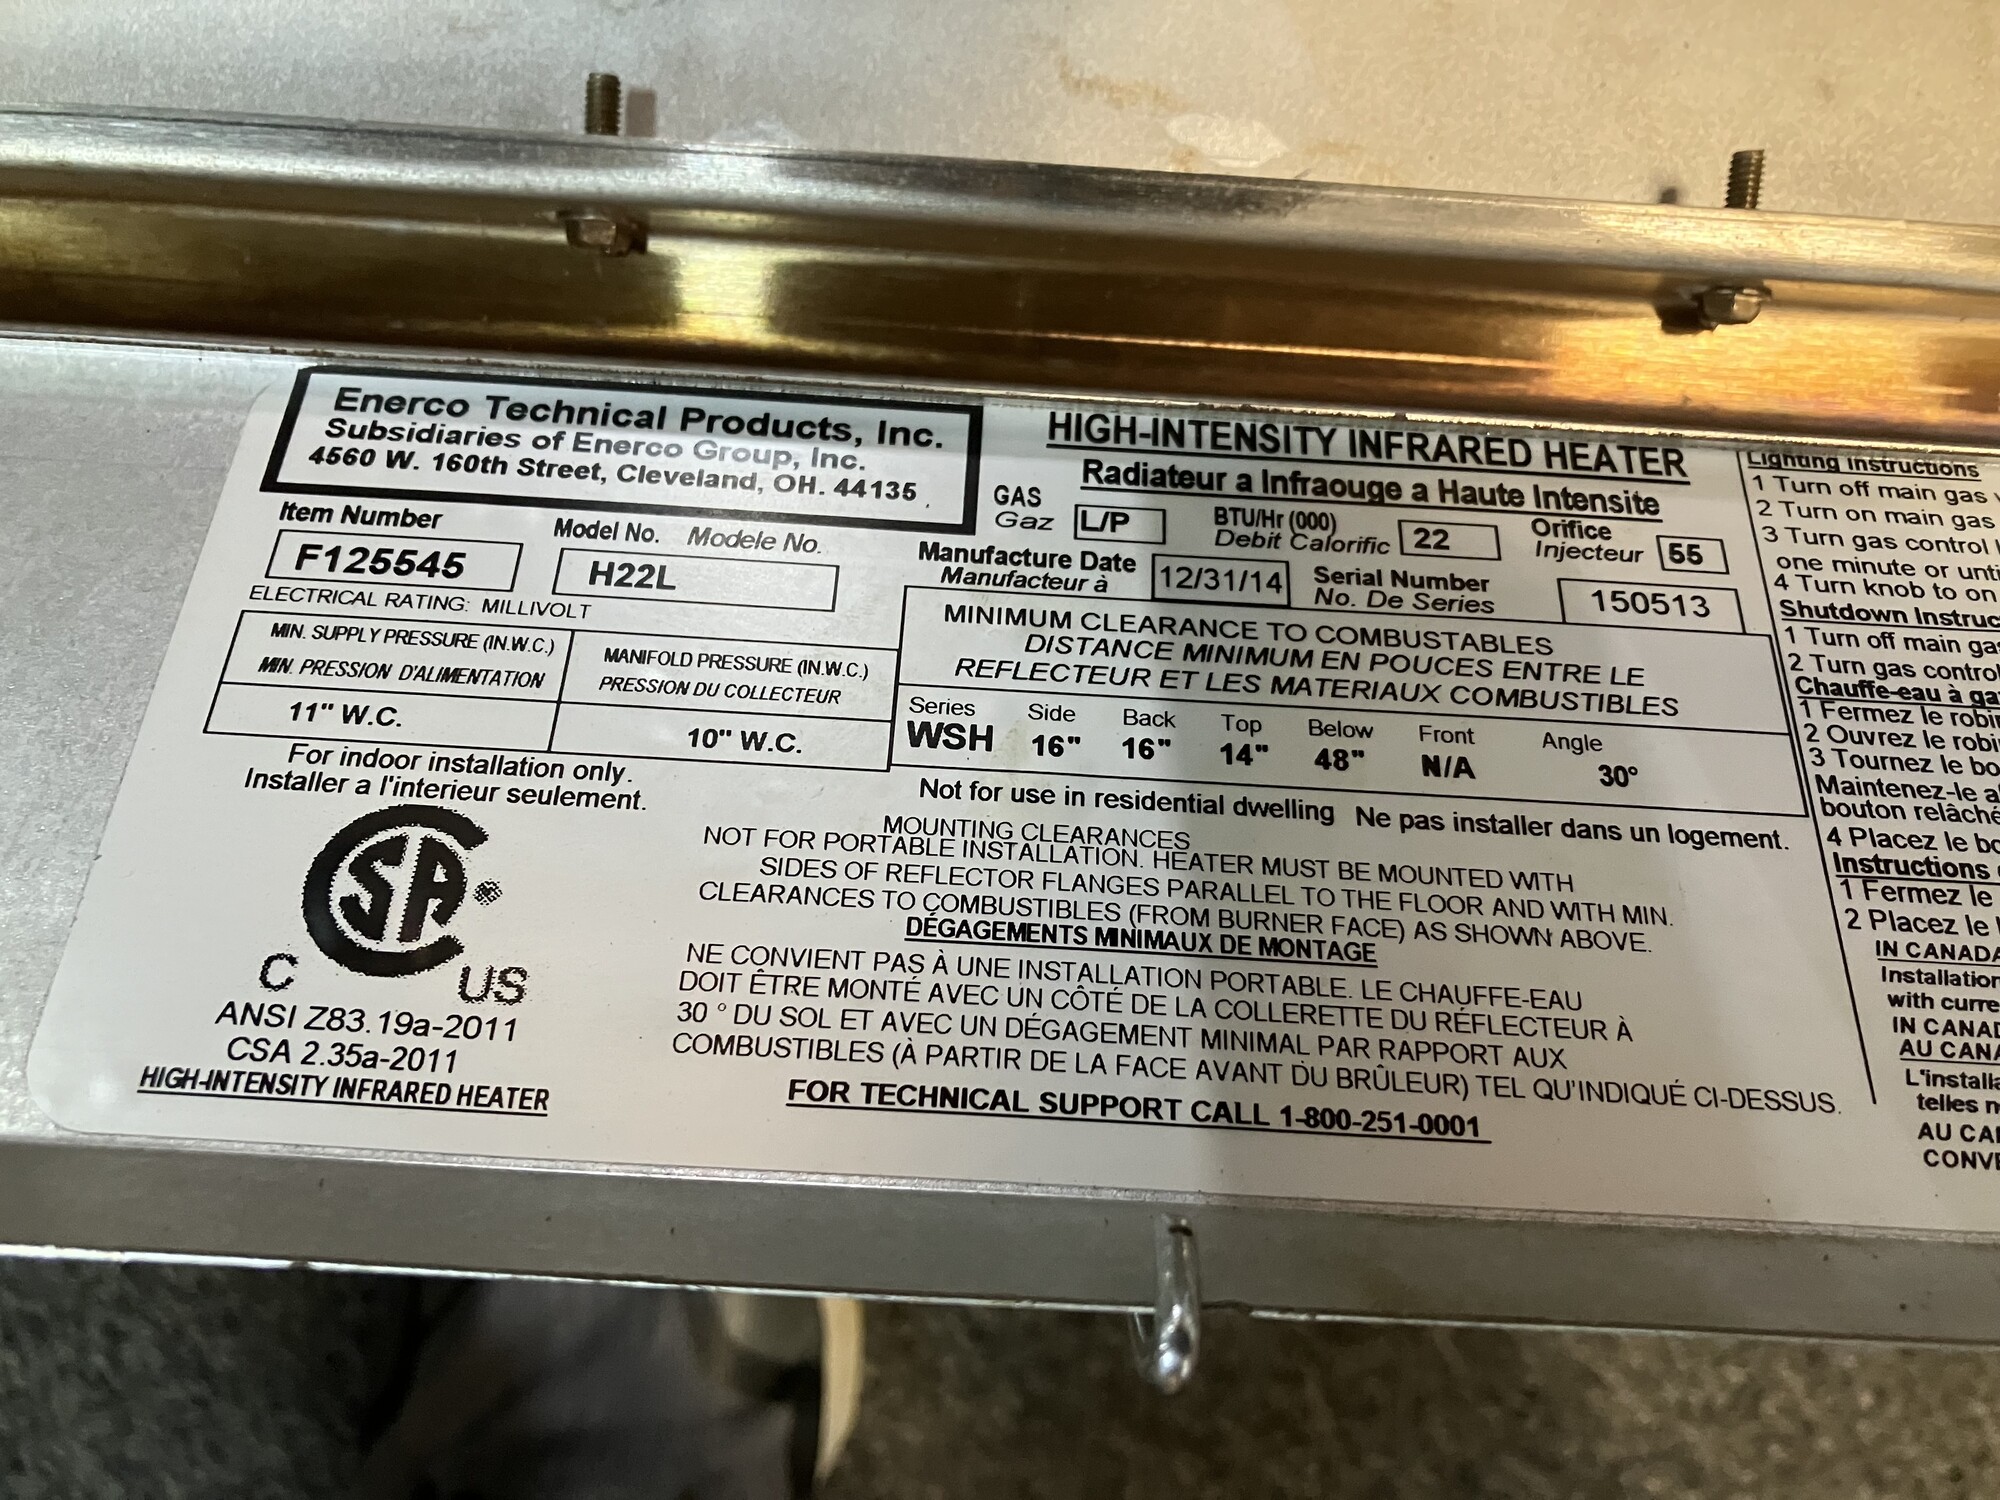 Enerco Technical Products, Inc.
Subsidiaries of Enerco Group, Inc.
4560 W. 160th Street, Cleveland, OH. 44135
Item Number
F125545
Model No. Modele No.
H22L
ELECTRICAL RATING: MILLIVOLT
MIN. SUPPLY PRESSURE (IN.W.C.)
MIN. PRESSION D'ALIMENTATION
11" W.C.
MANIFOLD PRESSURE (IN.W.C.)
PRESSION DU COLLECTEUR
10" W.C.
For indoor installation only.
Installer a l'interieur seulement.
CSA
C US
ANSI Z83.19a-2011
CSA 2.35a-2011
HIGH-INTENSITY INFRARED HEATER
HIGH-INTENSITY INFRARED HEATER
Radiateur a Infraouge a Haute Intensite
GAS
Gaz
L/P
BTU/Hr (000)
Debit Calorific
22
Orifice
Injecteur
55
Manufacture Date
Manufacteur à
12/31/14
Serial Number
No. De Series
150513
MINIMUM CLEARANCE TO COMBUSTABLES
DISTANCE MINIMUM EN POUCES ENTRE LE
REFLECTEUR ET LES MATERIAUX COMBUSTIBLES
Series Side Back Top Below Front Angle
WSH 16" 16" 14" 48" N/A 30°
Not for use in residential dwelling Ne pas installer dans un logement.
MOUNTING CLEARANCES
NOT FOR PORTABLE INSTALLATION. HEATER MUST BE MOUNTED WITH
SIDES OF REFLECTOR FLANGES PARALLEL TO THE FLOOR AND WITH MIN.
CLEARANCES TO COMBUSTIBLES (FROM BURNER FACE) AS SHOWN ABOVE.
DÉGAGEMENTS MINIMAUX DE MONTAGE
NE CONVIENT PAS À UNE INSTALLATION PORTABLE. LE CHAUFFE-EAU
DOIT ÊTRE MONTÉ AVEC UN CÔTÉ DE LA COLLERETTE DU RÉFLECTEUR À
30 ° DU SOL ET AVEC UN DÉGAGEMENT MINIMAL PAR RAPPORT AUX
COMBUSTIBLES (À PARTIR DE LA FACE AVANT DU BRÛLEUR) TEL QU'INDIQUÉ CI-DESSUS.
FOR TECHNICAL SUPPORT CALL 1-800-251-0001
Lighting Instructions
1 Turn off main gas
2 Turn on main gas
3 Turn gas control
one minute or unti
4 Turn knob to on
Shutdown Instruc
1 Turn off main ga
2 Turn gas control
Chauffe-eau à ga
1 Fermez le robi
2 Ouvrez le robi
3 Tournez le bo
Maintenez-le a
bouton relâché
4 Placez le bo
Instructions
1 Fermez le
2 Placez le
IN CANADA
Installation
with curre
IN CANAD
AU CANA
L'installa
telles n
AU CA
CONVE